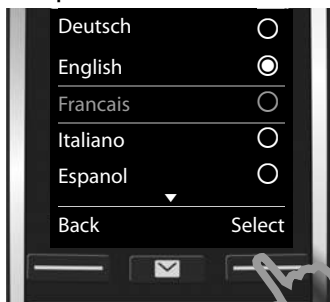 Deutsch
English
Francais
Italiano
Espanol
Back Select